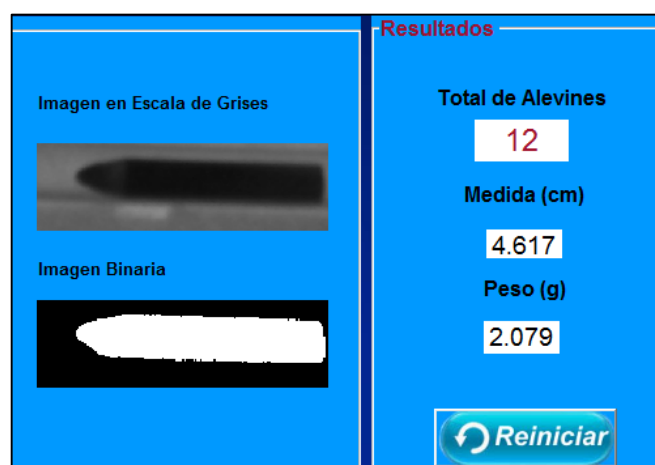 Resultados
Imagen en Escala de Grises
Total de Alevines
12
Medida (cm)
4.617
Imagen Binaria
Peso (g)
2.079
Reiniciar